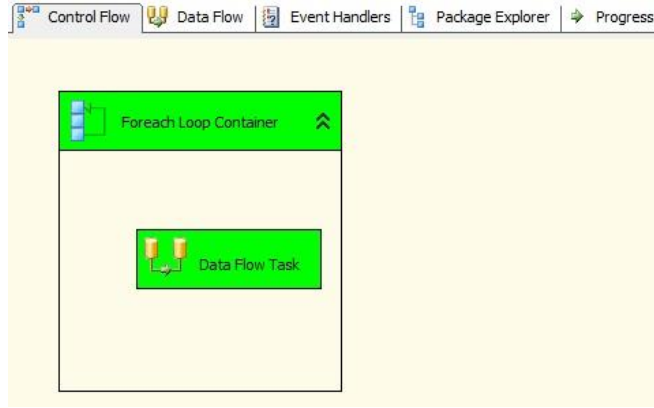 Control Flow Data Flow Event Handlers Package Explorer Progress
Foreach Loop Container
Data Flow Task